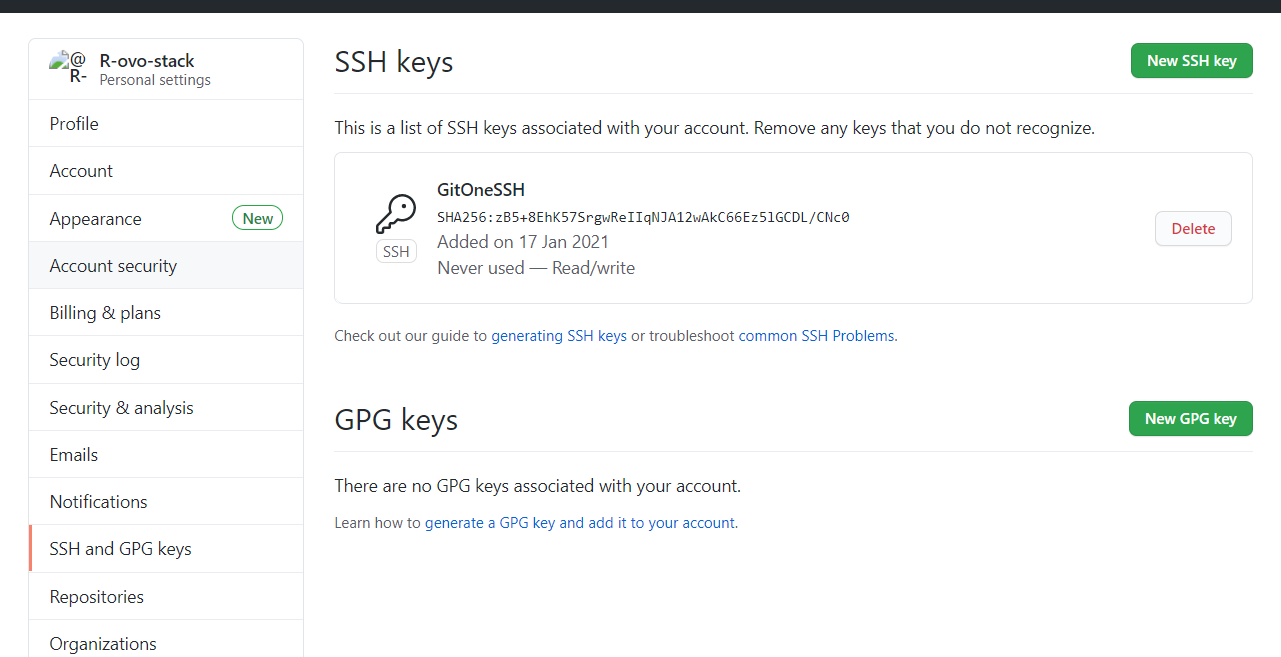 @
R-
R-ovo-stack
Personal settings
Profile
Account
Appearance New
Account security
Billing & plans
Security log
Security & analysis
Emails
Notifications
SSH and GPG keys
Repositories
Organizations
SSH keys
New SSH key
This is a list of SSH keys associated with your account. Remove any keys that you do not recognize.
GitOneSSH
SHA256:zB5+8EhK57SrgwReIIqNJA12wAkC66Ez5lGCDL/CNc0
Added on 17 Jan 2021
Never used — Read/write
SSH
Delete
Check out our guide to generating SSH keys or troubleshoot common SSH Problems.
GPG keys
New GPG key
There are no GPG keys associated with your account.
Learn how to generate a GPG key and add it to your account.